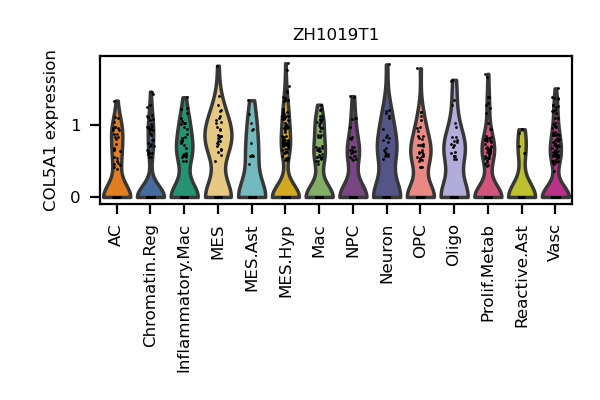 ZH1019T1
COL5A1 expression
1
0
AC
Chromatin.Reg
Inflammatory.Mac
MES
MES.Ast
MES.Hyp
Mac
NPC
Neuron
OPC
Oligo
Prolif.Metab
Reactive.Ast
Vasc